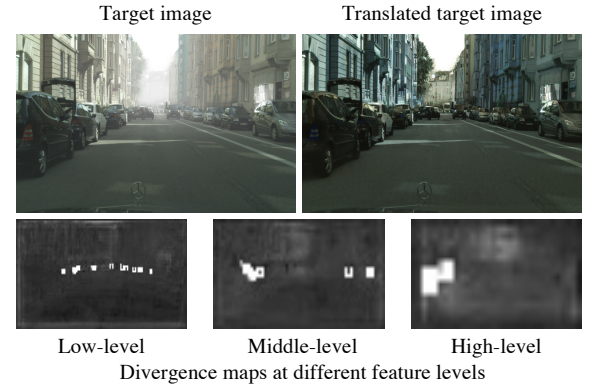 Target image
Translated target image
Low-level
Middle-level
High-level
Divergence maps at different feature levels